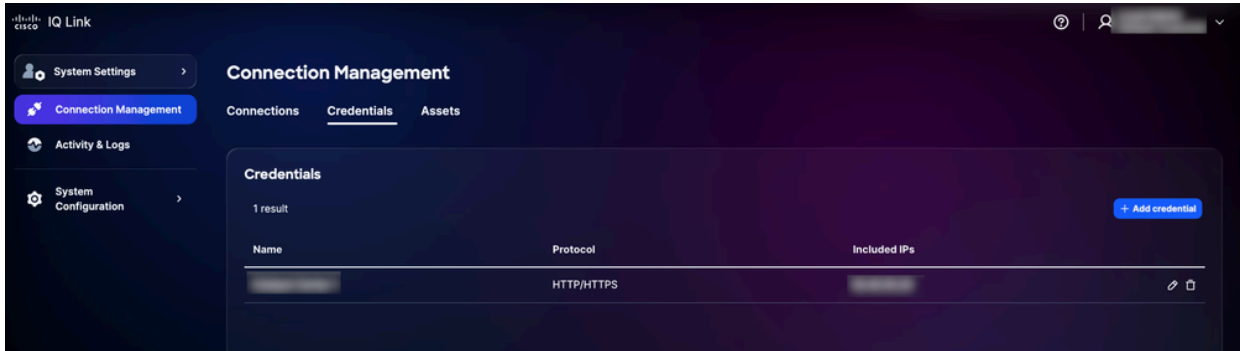 cisco IQ Link
System Settings
Connection Management
Connection Management
Connections Credentials Assets
Activity & Logs
Credentials
System
Configuration
1 result
+ Add credential
Name Protocol Included IPs
HTTP/HTTPS